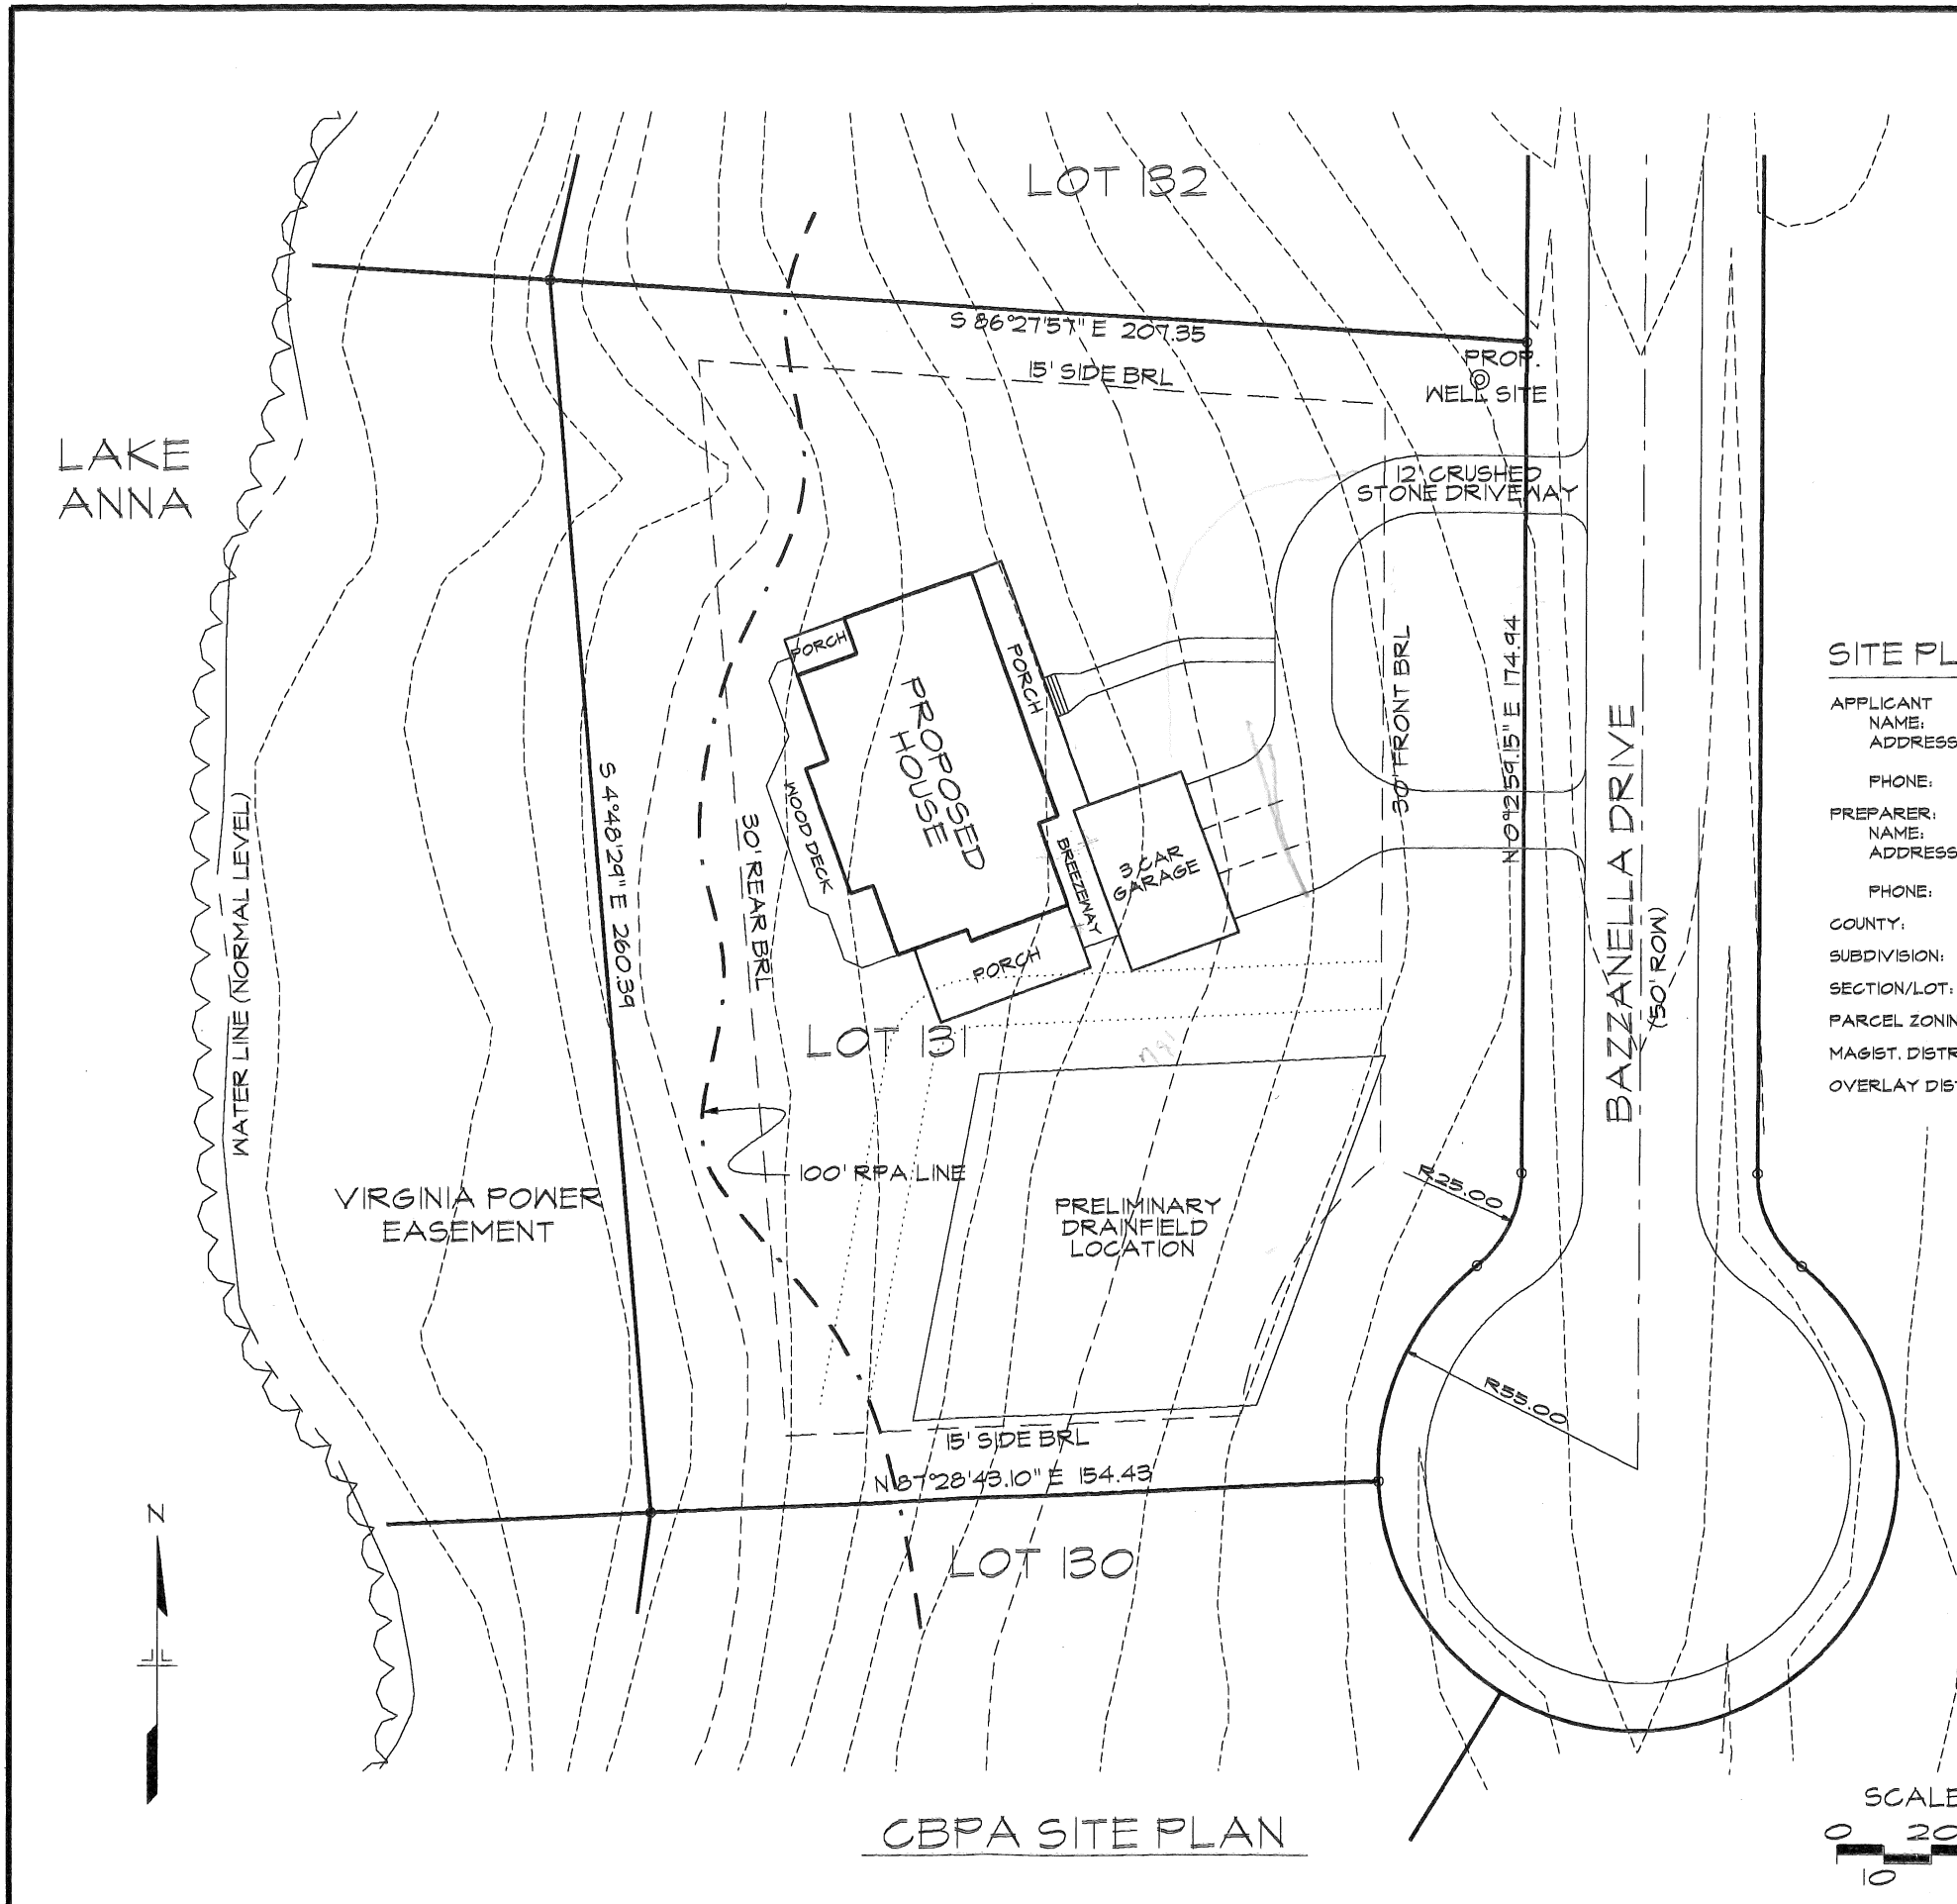 LOT 132
S 86°27'57" E 207.35
15' SIDE BRL
PROP.
WELL SITE
LAKE
ANNA
12' CRUSHED
STONE DRIVEWAY
PORCH
PORCH
PROPOSED
HOUSE
WOOD DECK
BREEZEWAY
3 CAR
GARAGE
PORCH
30' FRONT BRL
N 0°25'59.15" E 174.94
BAZZANELLA DRIVE
(50' ROW)
S 4°48'29" E 260.39
30' REAR BRL
WATER LINE (NORMAL LEVEL)
LOT 131
100' RPA LINE
VIRGINIA POWER
EASEMENT
PRELIMINARY
DRAINFIELD
LOCATION
R25.00
R55.00
15' SIDE BRL
N 87°28'43.10" E 154.43
LOT 130
N
CBPA SITE PLAN
SITE PL
APPLICANT
NAME:
ADDRESS
PHONE:
PREPARER:
NAME:
ADDRESS
PHONE:
COUNTY:
SUBDIVISION:
SECTION/LOT:
PARCEL ZONIN
MAGIST. DISTR
OVERLAY DIST
SCALE
0 20
10